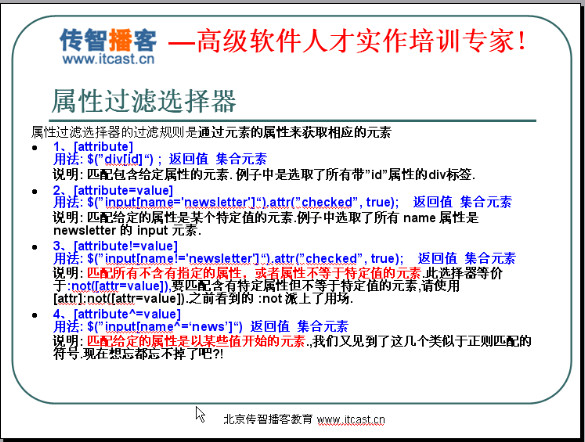 传智播客 —高级软件人才实作培训专家!
www.itcast.cn
属性过滤选择器
属性过滤选择器的过滤规则是通过元素的属性来获取相应的元素
● 1、[attribute]
用法: $(”div[id]“) ; 返回值 集合元素
说明: 匹配包含给定属性的元素. 例子中是选取了所有带”id”属性的div标签.
● 2、[attribute=value]
用法: $(”input[name='newsletter']“).attr(”checked”, true); 返回值 集合元素
说明: 匹配给定的属性是某个特定值的元素.例子中选取了所有 name 属性是
newsletter 的 input 元素.
● 3、[attribute!=value]
用法: $(”input[name!='newsletter']“).attr(”checked”, true); 返回值 集合元素
说明: 匹配所有不含有指定的属性，或者属性不等于特定值的元素.此选择器等价
于:not([attr=value]),要匹配含有特定属性但不等于特定值的元素,请使用
[attr]:not([attr=value]).之前看到的 :not 派上了用场.
● 4、[attribute^=value]
用法: $(”input[name^=‘news’]“) 返回值 集合元素
说明: 匹配给定的属性是以某些值开始的元素.,我们又见到了这几个类似于正则匹配的
符号.现在想忘都忘不掉了吧?!
北京传智播客教育 www.itcast.cn